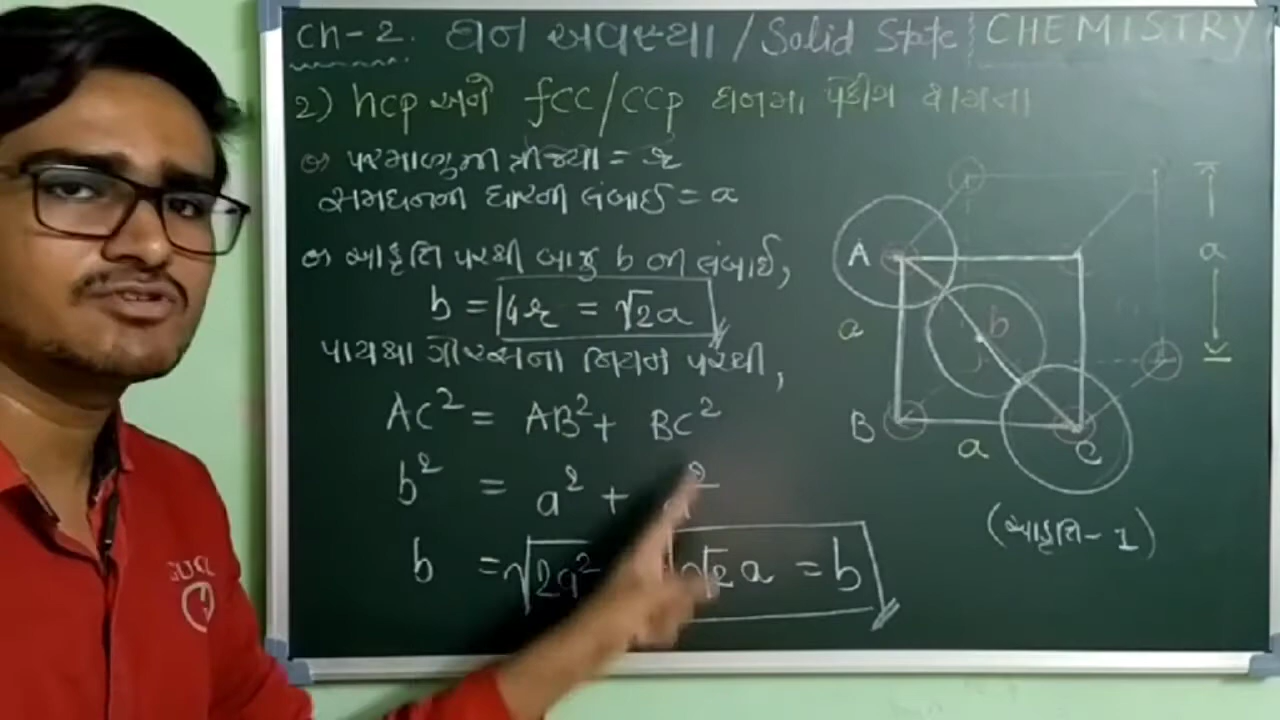 Ch-2. ઘન અવસ્થા / Solid State CHEMISTRY
2) hcp અને fcc/ccp ઘનમાં પેકીંગ ક્ષમતા
પરમાણુની ત્રીજ્યા = r
સમઘનના ધારની લંબાઈ = a
આકૃતિ પરથી બાજુ b ની લંબાઈ,
b = 4r = √2a
પાયથાગોરસના નિયમ પરથી,
AC² = AB² + BC²
b² = a² + a²
b = √2a² √2a = b
A
a
b
a
B
a
C
(આકૃતિ-1)